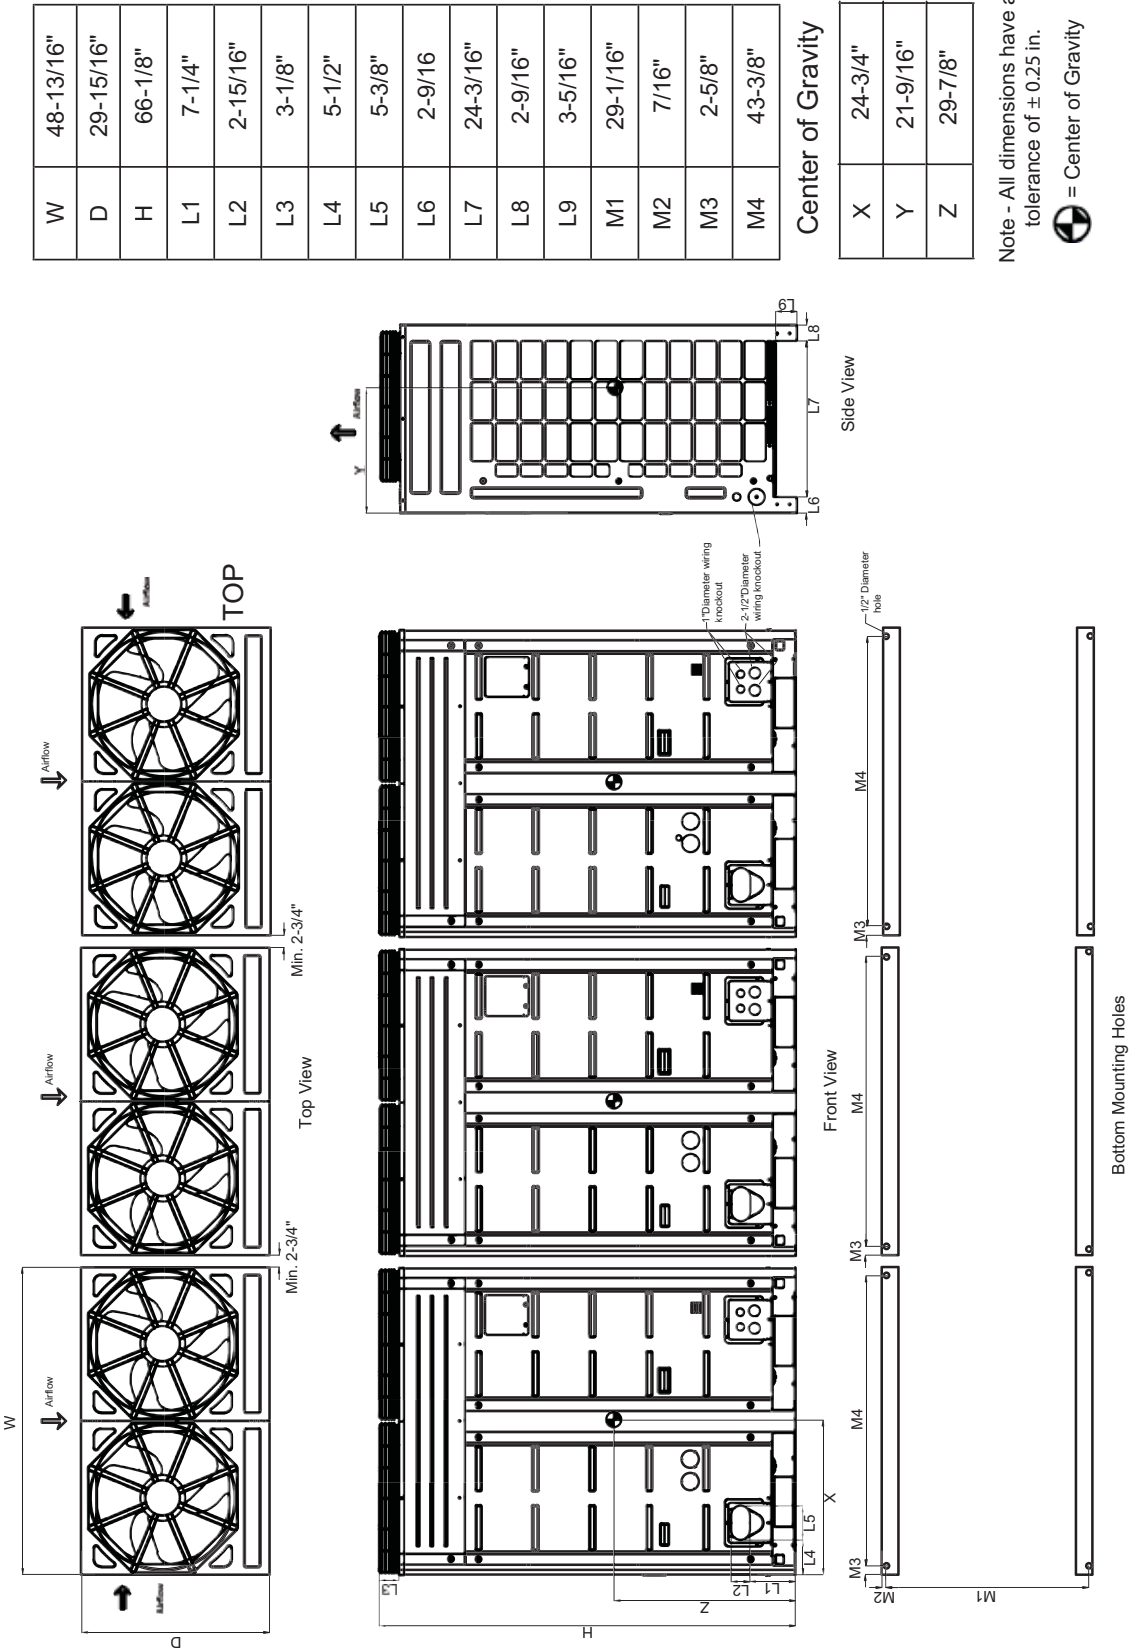 W 48-13/16"
D 29-15/16"
H 66-1/8"
L1 7-1/4"
L2 2-15/16"
L3 3-1/8"
L4 5-1/2"
L5 5-3/8"
L6 2-9/16
L7 24-3/16"
L8 2-9/16"
L9 3-5/16"
M1 29-1/16"
M2 7/16"
M3 2-5/8"
M4 43-3/8"
Center of Gravity
X 24-3/4"
Y 21-9/16"
Z 29-7/8"
Note - All dimensions have a
tolerance of ± 0.25 in.
= Center of Gravity
W
D
Airflow
Airflow
Airflow
Airflow
Airflow
Min. 2-3/4"
Min. 2-3/4"
TOP
Top View
H
Z
L3
L2
L1
L4
L5
X
Front View
1"Diameter wiring
knockout
2-1/2"Diameter
wiring knockout
Airflow
Y
L6
L7
L8
L9
Side View
M2
M1
M3
M4
M3
M4
M3
M4
1/2" Diameter
hole
Bottom Mounting Holes